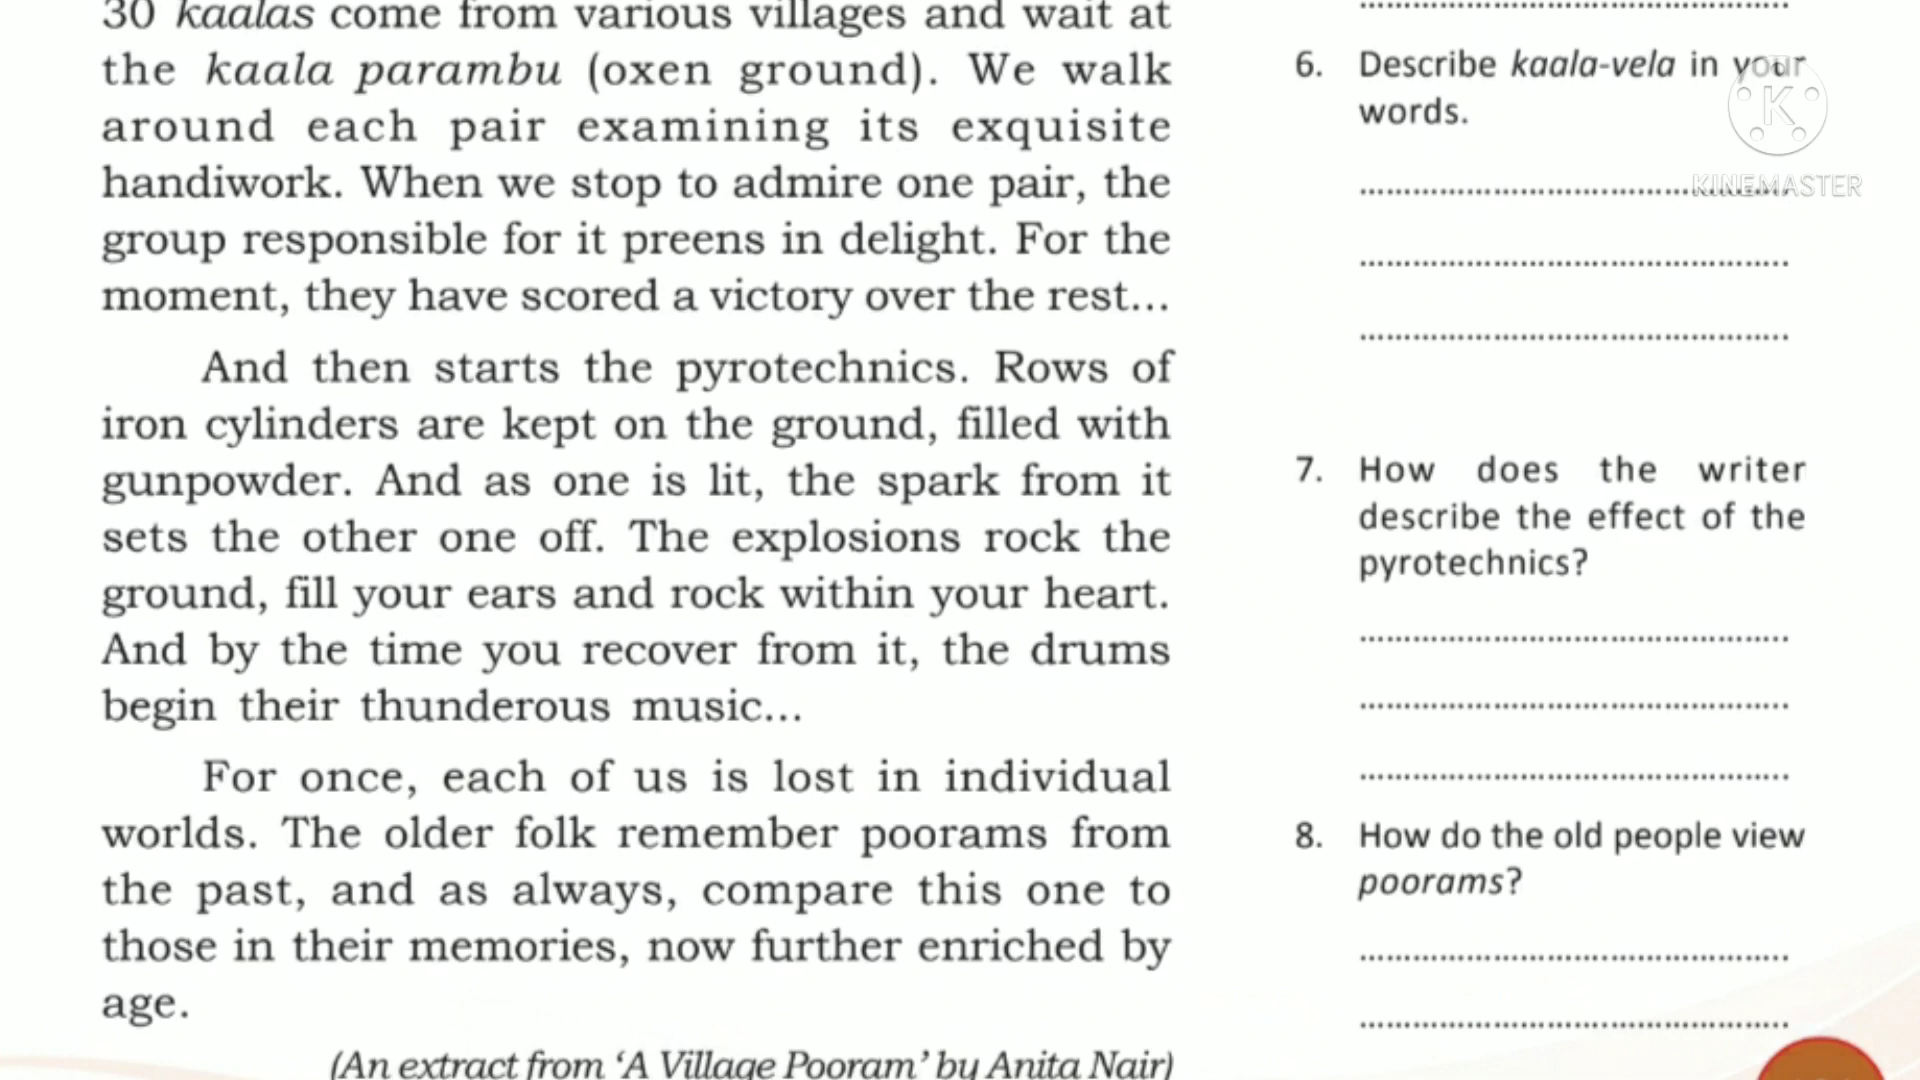 30 kaalas come from various villages and wait at
the kaala parambu (oxen ground). We walk
around each pair examining its exquisite
handiwork. When we stop to admire one pair, the
group responsible for it preens in delight. For the
moment, they have scored a victory over the rest...
And then starts the pyrotechnics. Rows of
iron cylinders are kept on the ground, filled with
gunpowder. And as one is lit, the spark from it
sets the other one off. The explosions rock the
ground, fill your ears and rock within your heart.
And by the time you recover from it, the drums
begin their thunderous music...
For once, each of us is lost in individual
worlds. The older folk remember poorams from
the past, and as always, compare this one to
those in their memories, now further enriched by
age.
(An extract from ‘A Village Pooram’ by Anita Nair)
6. Describe kaala-vela in your
words.
7. How does the writer
describe the effect of the
pyrotechnics?
8. How do the old people view
poorams?
K
KINEMASTER